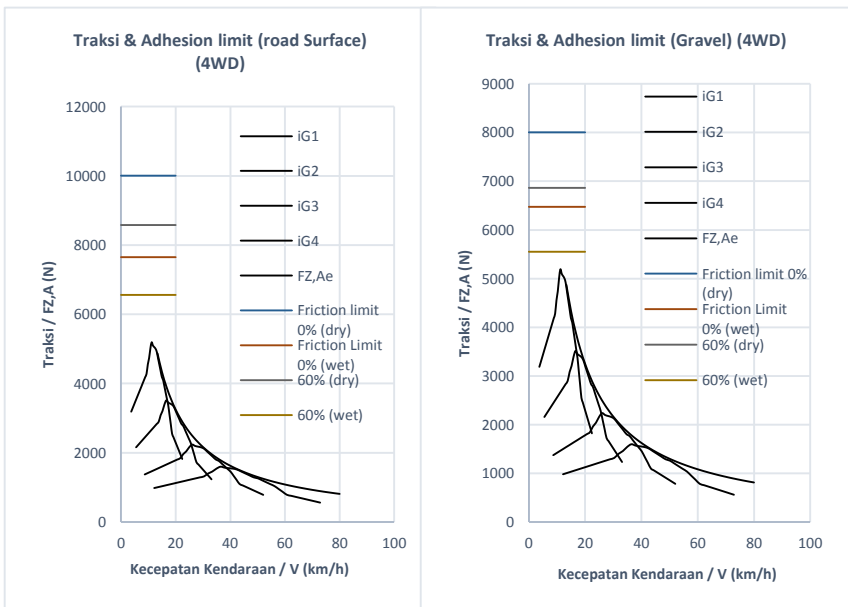 Traksi & Adhesion limit (road Surface)
(4WD)
12000
10000
8000
6000
4000
2000
0
Traksi / FZ,A (N)
0 20 40 60 80 100
Kecepatan Kendaraan / V (km/h)
iG1
iG2
iG3
iG4
FZ,Ae
Friction limit
0% (dry)
Friction Limit
0% (wet)
60% (dry)
60% (wet)
Traksi & Adhesion limit (Gravel) (4WD)
9000
8000
7000
6000
5000
4000
3000
2000
1000
0
Traksi / FZ,A (N)
0 20 40 60 80 100
Kecepatan Kendaraan / V (km/h)
iG1
iG2
iG3
iG4
FZ,Ae
Friction limit 0%
(dry)
Friction Limit
0% (wet)
60% (dry)
60% (wet)